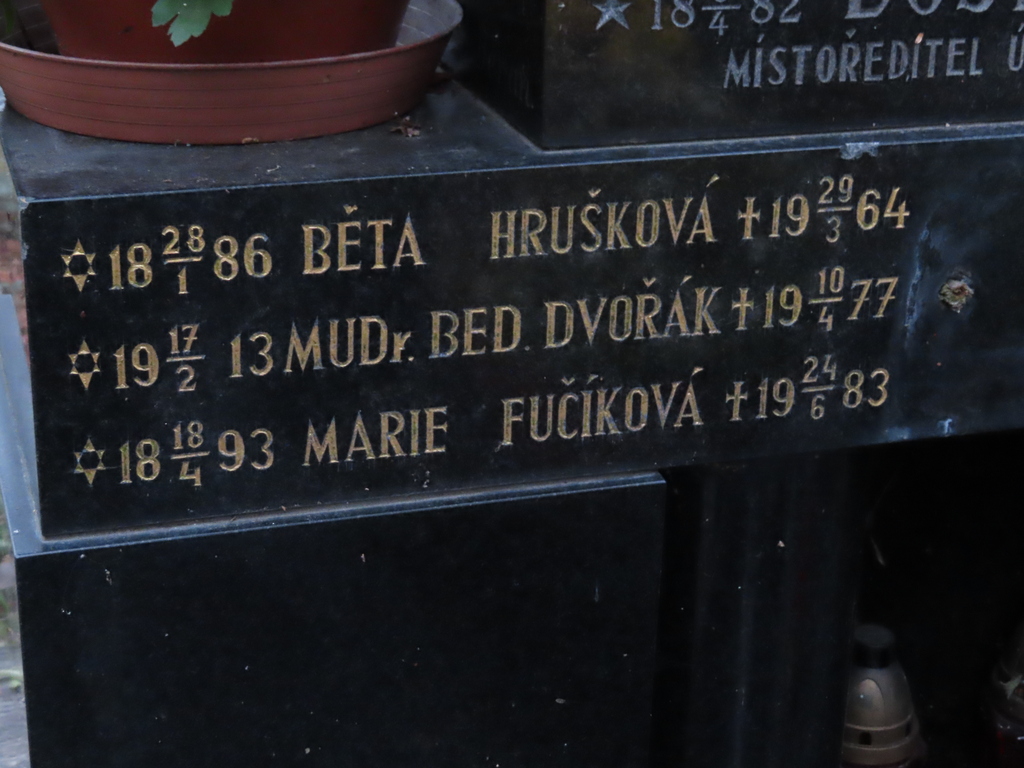 18 8/4 82
MÍSTOŘEDITEL
✡ 18 28/1 86 BĚTA HRUŠKOVÁ ✝ 19 29/3 64
✡ 19 17/2 13 MUDr. BED. DVOŘÁK ✝ 19 10/4 77
✡ 18 18/4 93 MARIE FUČÍKOVÁ ✝ 19 24/6 83